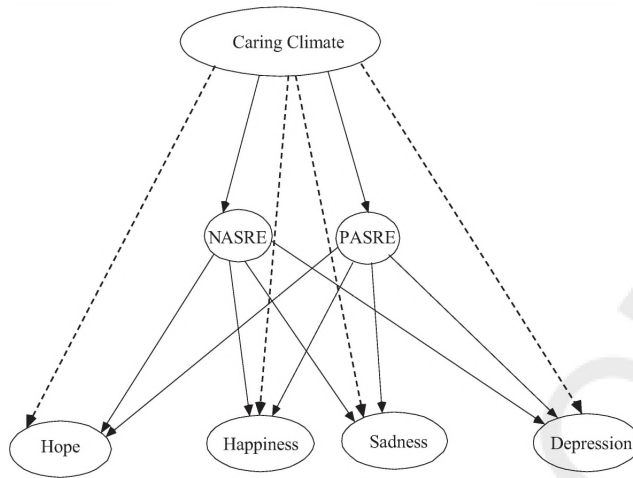 Caring Climate
NASRE
PASRE
Hope
Happiness
Sadness
Depression